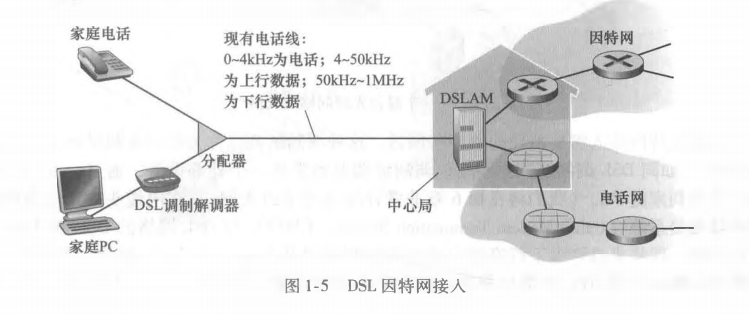 家庭电话
现有电话线：
0~4kHz为电话；4~50kHz
为上行数据；50kHz~1MHz
为下行数据
因特网
DSLAM
分配器
DSL调制解调器
家庭PC
中心局
电话网
图 1-5 DSL 因特网接入